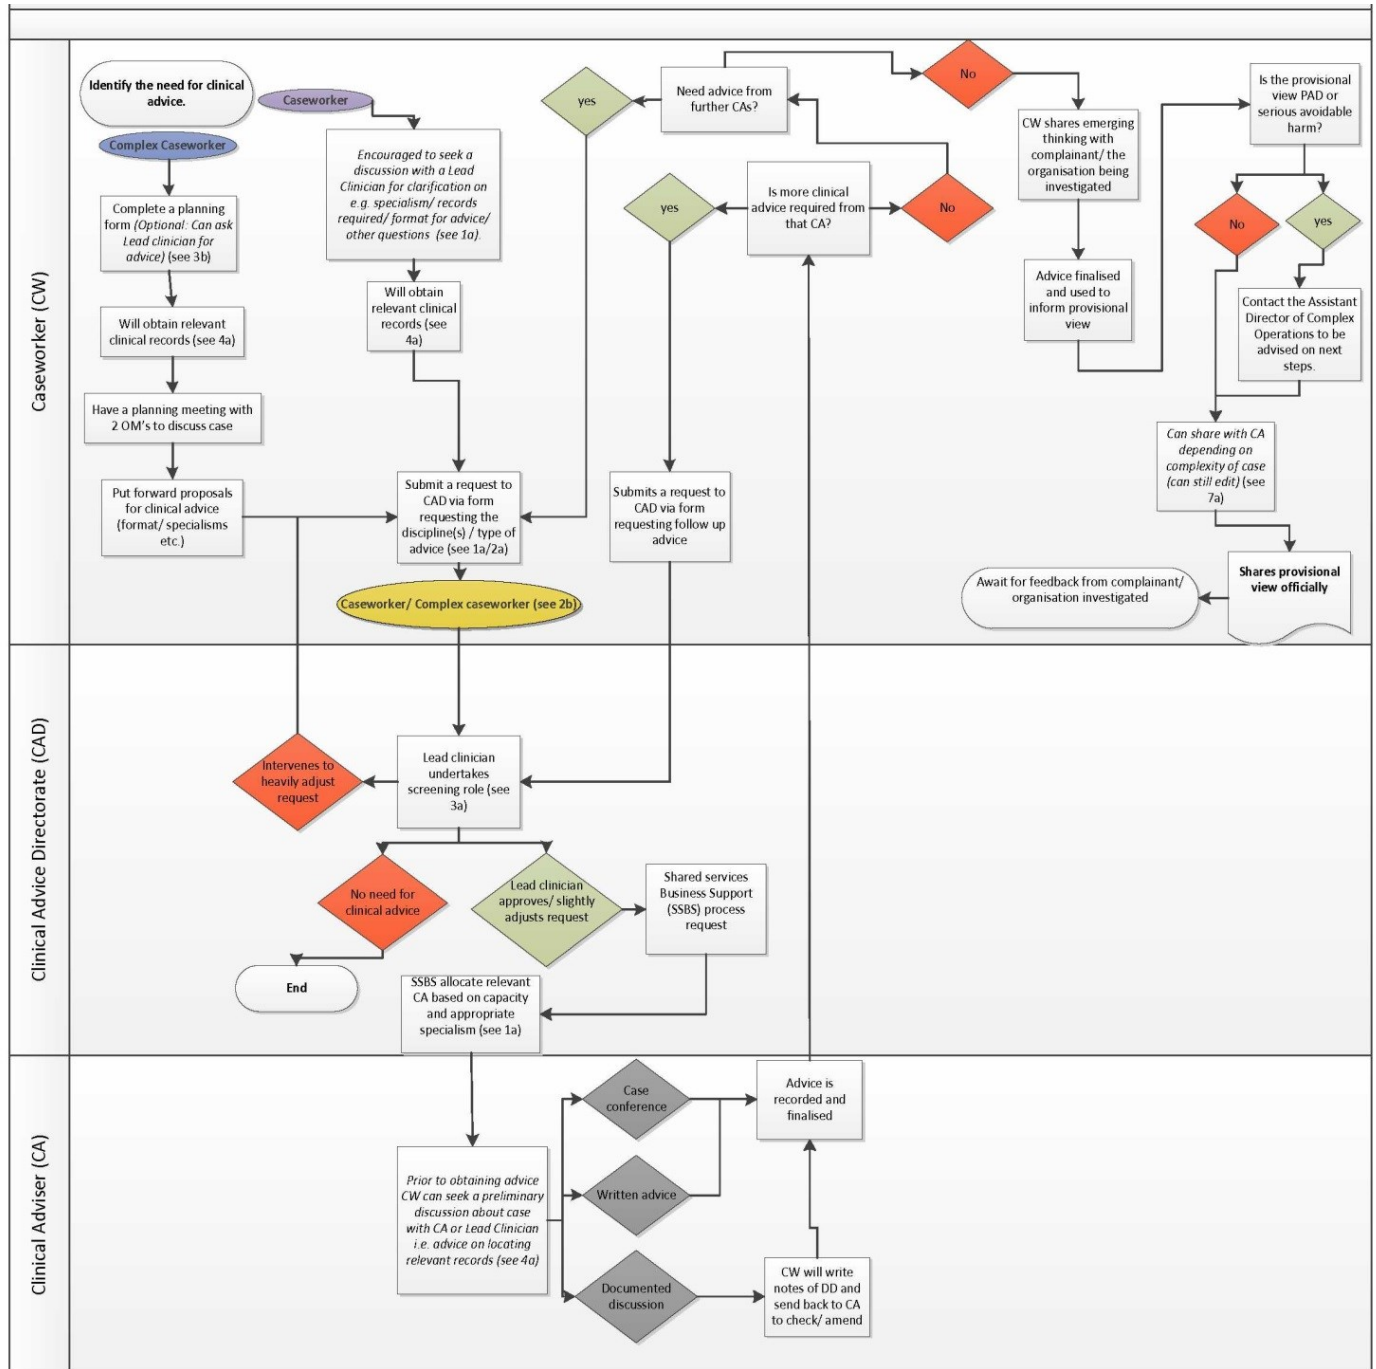 Caseworker (CW)
Identify the need for clinical
advice.
Complex Caseworker
Complete a planning
form (Optional: Can ask
Lead clinician for
advice) (see 3b)
Will obtain relevant
clinical records (see 4a)
Have a planning meeting with
2 OM's to discuss case
Put forward proposals
for clinical advice
(format/ specialisms
etc.)
Caseworker
Encouraged to seek a
discussion with a Lead
Clinician for clarification on
e.g. specialism/ records
required/ format for advice/
other questions (see 1a).
Will obtain
relevant clinical
records (see
4a)
Submit a request to
CAD via form
requesting the
discipline(s) / type
of advice (see 1a/2a)
Caseworker/ Complex caseworker (see 2b)
yes
Need advice from
further CAs?
No
yes
Is more clinical
advice required from
that CA?
No
Submits a request to
CAD via form
requesting follow up
advice
CW shares emerging
thinking with
complainant/ the
organisation being
investigated
Advice finalised
and used to
inform provisional
view
Is the provisional
view PAD or
serious avoidable
harm?
No
yes
Contact the Assistant
Director of Complex
Operations to be
advised on next
steps.
Can share with CA
depending on
complexity of case
(can still edit) (see
7a)
Shares provisional
view officially
Await for feedback from complainant/
organisation investigated
Clinical Advice Directorate (CAD)
Intervenes to
heavily adjust
request
Lead clinician
undertakes
screening role (see
3a)
No need for
clinical advice
End
Lead clinician
approves/ slightly
adjusts request
Shared services
Business Support
(SSBS) process
request
SSBS allocate relevant
CA based on capacity
and appropriate
specialism (see 1a)
Clinical Adviser (CA)
Prior to obtaining advice
CW can seek a preliminary
discussion about case
with CA or Lead Clinician
i.e. advice on locating
relevant records (see 4a)
Case
conference
Written advice
Documented
discussion
Advice is
recorded and
finalised
CW will write
notes of DD and
send back to CA
to check/ amend